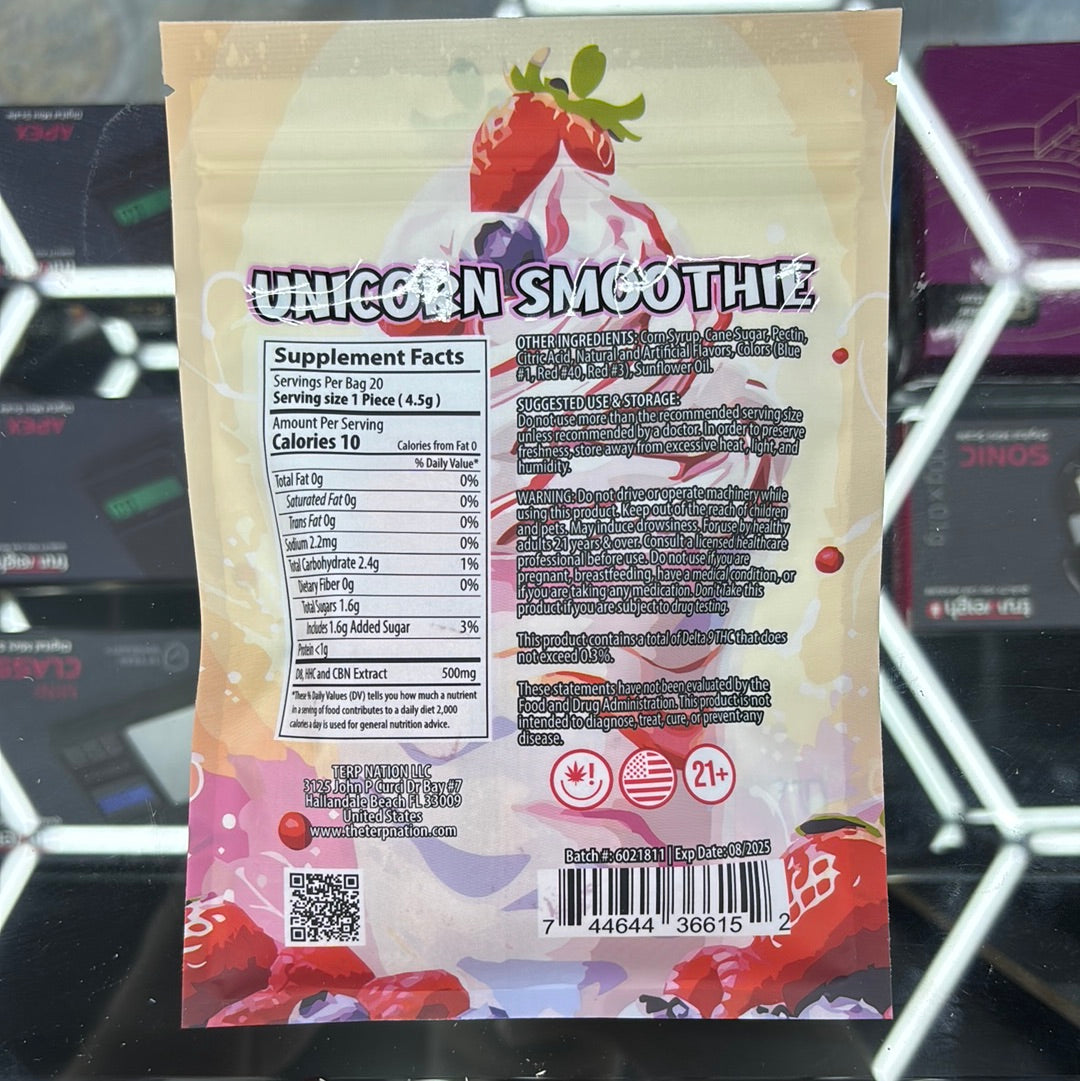 UNICORN SMOOTHIE
Supplement Facts
Servings Per Bag 20
Serving size 1 Piece ( 4.5g )
Amount Per Serving
Calories 10 Calories from Fat 0
% Daily Value*
Total Fat 0g 0%
Saturated Fat 0g 0%
Trans Fat 0g 0%
Sodium 2.2mg 0%
Total Carbohydrate 2.4g 1%
Dietary Fiber 0g 0%
Total Sugars 1.6g
Includes 1.6g Added Sugar 3%
Protein <1g
D8, HHC and CBN Extract 500mg
*These % Daily Values (DV) tells you how much a nutrient
in a serving of food contributes to a daily diet 2,000
calories a day is used for general nutrition advice.
OTHER INGREDIENTS: Corn Syrup, Cane Sugar, Pectin,
Citric Acid, Natural and Artificial Flavors, Colors (Blue
#1, Red #40, Red #3), Sunflower Oil.
SUGGESTED USE & STORAGE:
Do not use more than the recommended serving size
unless recommended by a doctor. In order to preserve
freshness, store away from excessive heat, light, and
humidity.
WARNING: Do not drive or operate machinery while
using this product. Keep out of the reach of children
and pets. May induce drowsiness. For use by healthy
adults 21 years & over. Consult a licensed healthcare
professional before use. Do not use if you are
pregnant, breastfeeding, have a medical condition, or
if you are taking any medication. Don t take this
product if you are subject to drug testing.
This product contains a total of Delta 9 THC that does
not exceed 0.3%.
These statements have not been evaluated by the
Food and Drug Administration. This product is not
intended to diagnose, treat, cure, or prevent any
disease.
! 21+
TERP NATION LLC
3125 John P Curci Dr Bay #7
Hallandale Beach FL 33009
United States
www.theterpnation.com
Batch #: 6021811 | Exp Date: 08/2025
7 44644 36615 2
APEX
APEX
CLASSIC
SONIC
truweigh
truweigh